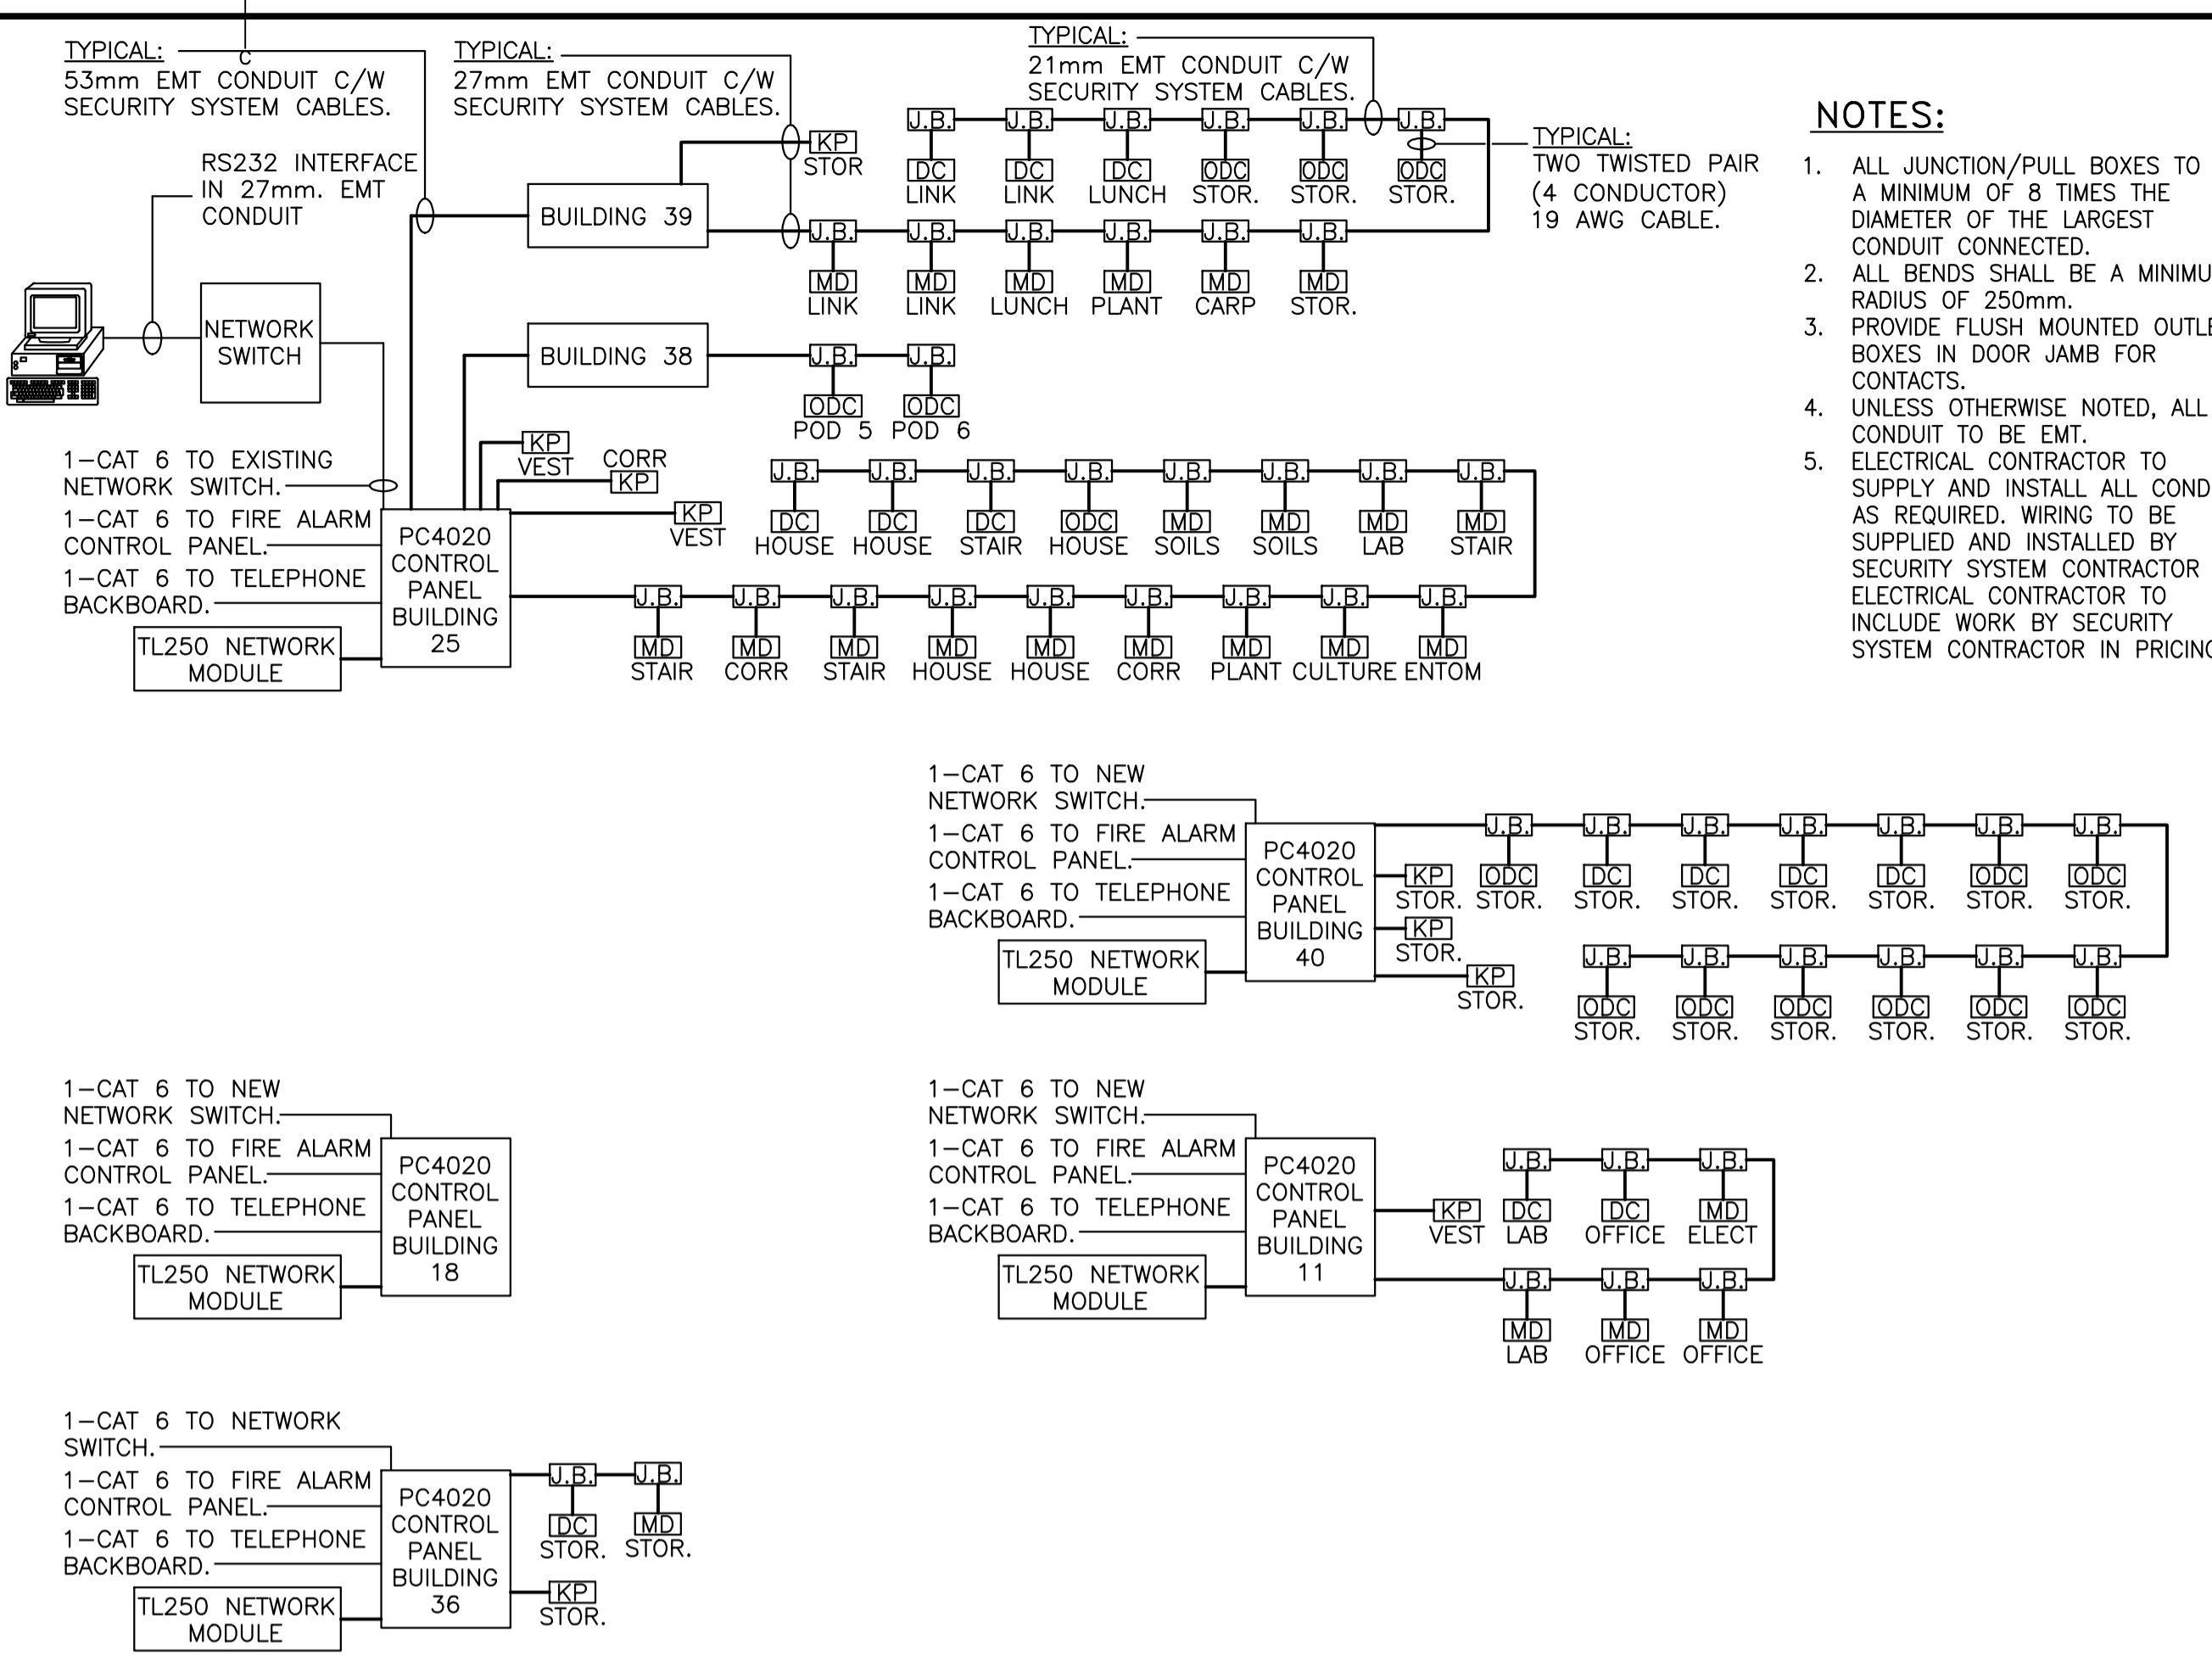 C
TYPICAL:
53mm EMT CONDUIT C/W
SECURITY SYSTEM CABLES.
TYPICAL:
27mm EMT CONDUIT C/W
SECURITY SYSTEM CABLES.
TYPICAL:
21mm EMT CONDUIT C/W
SECURITY SYSTEM CABLES.
RS232 INTERFACE
IN 27mm. EMT
CONDUIT
NETWORK
SWITCH
BUILDING 39
KP
STOR
J.B. J.B. J.B. J.B. J.B. J.B.
DC DC DC ODC ODC ODC
LINK LINK LUNCH STOR. STOR. STOR.
TYPICAL:
TWO TWISTED PAIR
(4 CONDUCTOR)
19 AWG CABLE.
J.B. J.B. J.B. J.B. J.B. J.B.
MD MD MD MD MD MD
LINK LINK LUNCH PLANT CARP STOR.
BUILDING 38
J.B. J.B.
ODC ODC
POD 5 POD 6
KP
VEST
CORR
KP
KP
VEST
1-CAT 6 TO EXISTING
NETWORK SWITCH.
1-CAT 6 TO FIRE ALARM
CONTROL PANEL.
1-CAT 6 TO TELEPHONE
BACKBOARD.
TL250 NETWORK
MODULE
PC4020
CONTROL
PANEL
BUILDING
25
J.B. J.B. J.B. J.B. J.B. J.B. J.B. J.B.
DC DC DC ODC MD MD MD MD
HOUSE HOUSE STAIR HOUSE SOILS SOILS LAB STAIR
J.B. J.B. J.B. J.B. J.B. J.B. J.B. J.B. J.B.
MD MD MD MD MD MD MD MD MD
STAIR CORR STAIR HOUSE HOUSE CORR PLANT CULTURE ENTOM
NOTES:
1. ALL JUNCTION/PULL BOXES TO
A MINIMUM OF 8 TIMES THE
DIAMETER OF THE LARGEST
CONDUIT CONNECTED.
2. ALL BENDS SHALL BE A MINIMU
RADIUS OF 250mm.
3. PROVIDE FLUSH MOUNTED OUTLE
BOXES IN DOOR JAMB FOR
CONTACTS.
4. UNLESS OTHERWISE NOTED, ALL
CONDUIT TO BE EMT.
5. ELECTRICAL CONTRACTOR TO
SUPPLY AND INSTALL ALL COND
AS REQUIRED. WIRING TO BE
SUPPLIED AND INSTALLED BY
SECURITY SYSTEM CONTRACTOR
ELECTRICAL CONTRACTOR TO
INCLUDE WORK BY SECURITY
SYSTEM CONTRACTOR IN PRICING
1-CAT 6 TO NEW
NETWORK SWITCH.
1-CAT 6 TO FIRE ALARM
CONTROL PANEL.
1-CAT 6 TO TELEPHONE
BACKBOARD.
TL250 NETWORK
MODULE
PC4020
CONTROL
PANEL
BUILDING
40
J.B. J.B. J.B. J.B. J.B. J.B. J.B.
KP ODC DC DC DC DC ODC ODC
STOR. STOR. STOR. STOR. STOR. STOR. STOR. STOR.
KP
STOR.
KP
STOR.
J.B. J.B. J.B. J.B. J.B. J.B.
ODC ODC ODC ODC ODC ODC
STOR. STOR. STOR. STOR. STOR. STOR.
1-CAT 6 TO NEW
NETWORK SWITCH.
1-CAT 6 TO FIRE ALARM
CONTROL PANEL.
1-CAT 6 TO TELEPHONE
BACKBOARD.
TL250 NETWORK
MODULE
PC4020
CONTROL
PANEL
BUILDING
18
1-CAT 6 TO NEW
NETWORK SWITCH.
1-CAT 6 TO FIRE ALARM
CONTROL PANEL.
1-CAT 6 TO TELEPHONE
BACKBOARD.
TL250 NETWORK
MODULE
PC4020
CONTROL
PANEL
BUILDING
11
J.B. J.B. J.B.
KP DC DC MD
VEST LAB OFFICE ELECT
J.B. J.B. J.B.
MD MD MD
LAB OFFICE OFFICE
1-CAT 6 TO NETWORK
SWITCH.
1-CAT 6 TO FIRE ALARM
CONTROL PANEL.
1-CAT 6 TO TELEPHONE
BACKBOARD.
TL250 NETWORK
MODULE
PC4020
CONTROL
PANEL
BUILDING
36
J.B. J.B.
DC MD
STOR. STOR.
KP
STOR.